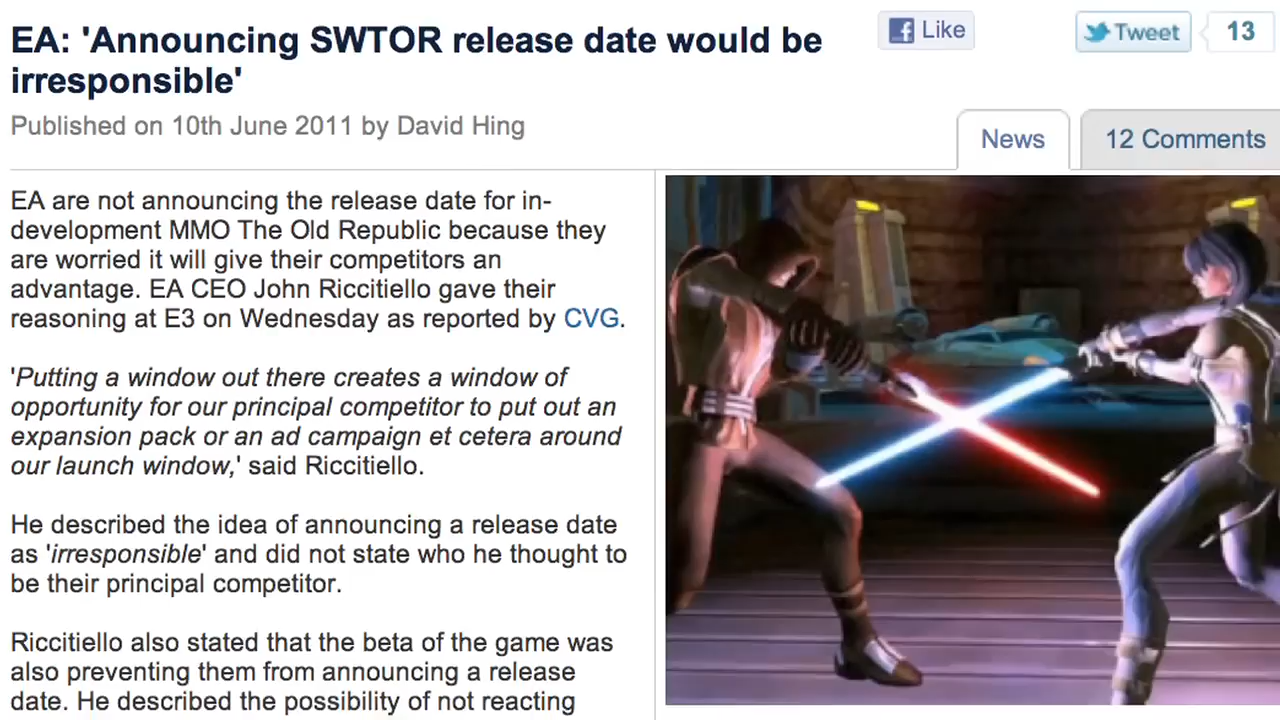 EA: 'Announcing SWTOR release date would be
irresponsible'
Like
Tweet
13
Published on 10th June 2011 by David Hing
News
12 Comments
EA are not announcing the release date for in-
development MMO The Old Republic because they
are worried it will give their competitors an
advantage. EA CEO John Riccitiello gave their
reasoning at E3 on Wednesday as reported by CVG.
'Putting a window out there creates a window of
opportunity for our principal competitor to put out an
expansion pack or an ad campaign et cetera around
our launch window,' said Riccitiello.
He described the idea of announcing a release date
as 'irresponsible' and did not state who he thought to
be their principal competitor.
Riccitiello also stated that the beta of the game was
also preventing them from announcing a release
date. He described the possibility of not reacting